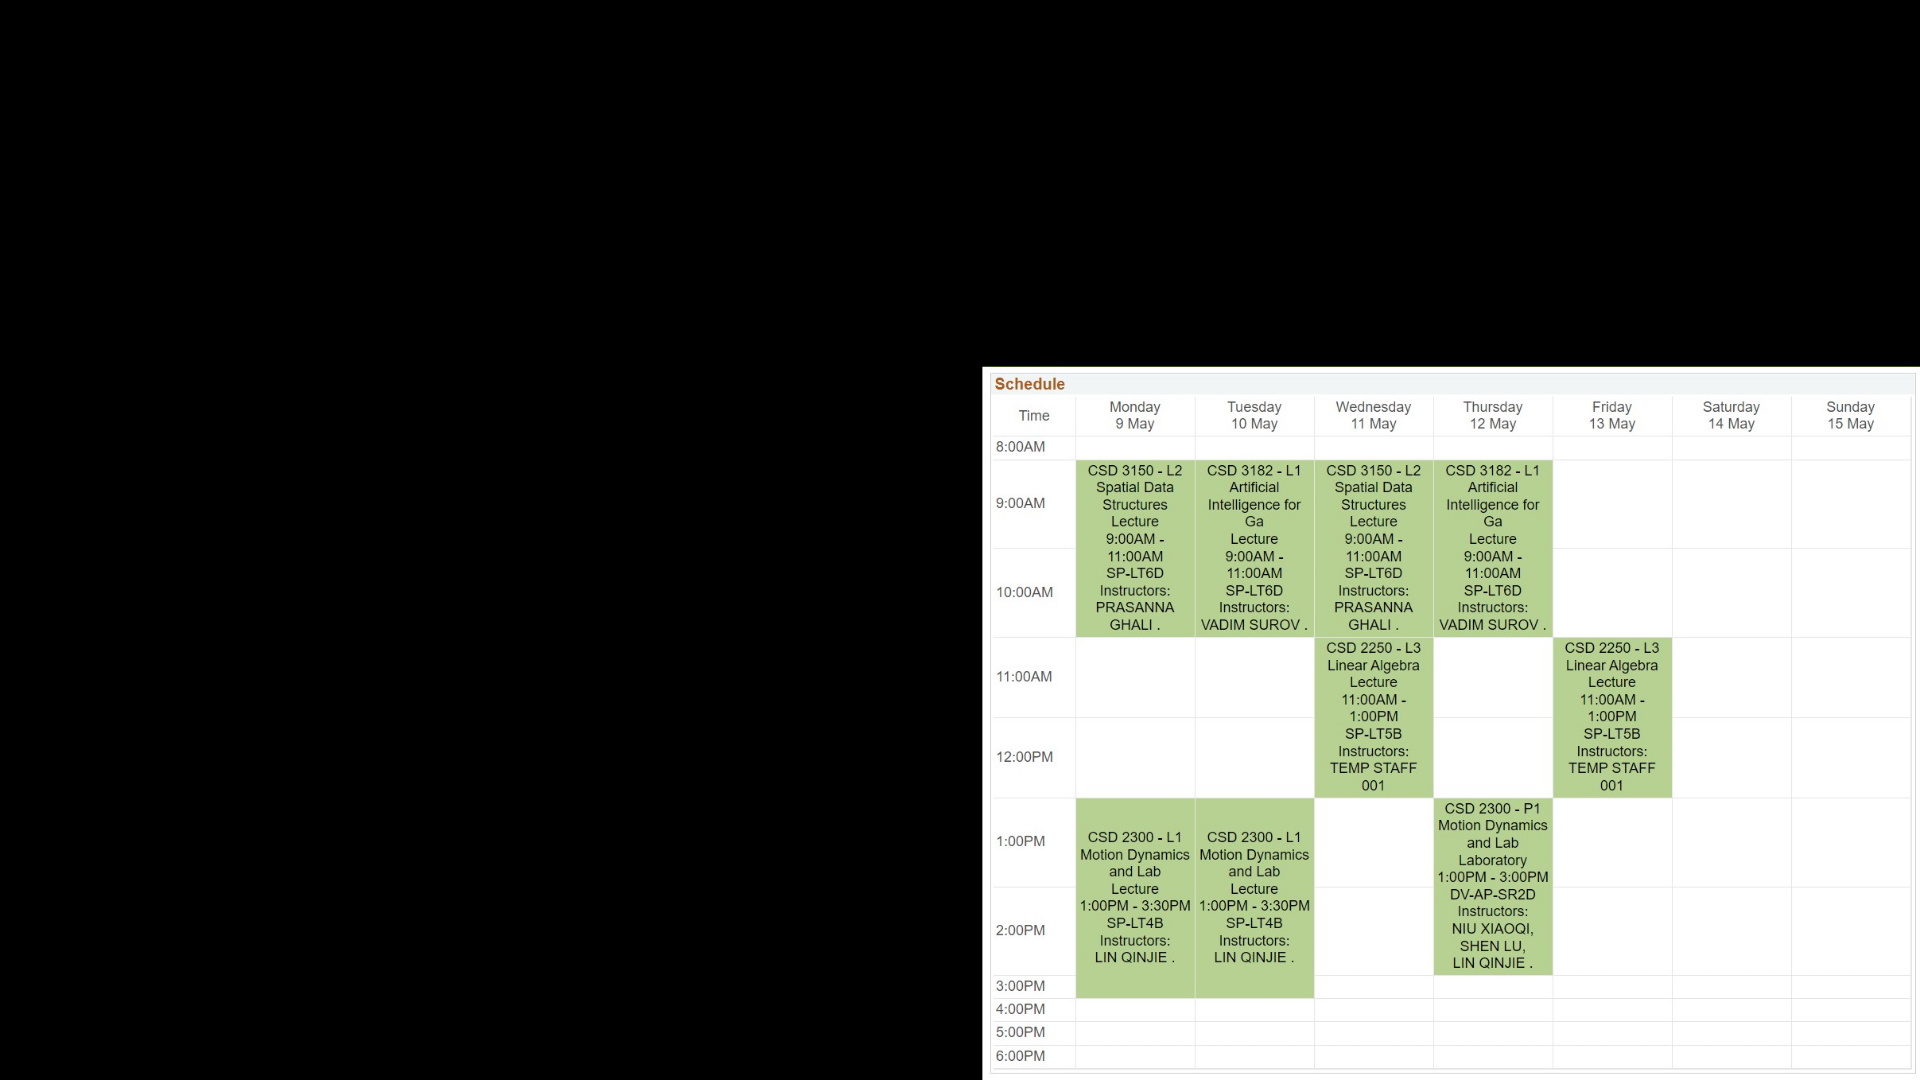 Schedule
Time
Monday
9 May
Tuesday
10 May
Wednesday
11 May
Thursday
12 May
Friday
13 May
Saturday
14 May
Sunday
15 May
8:00AM
9:00AM
10:00AM
CSD 3150 - L2
Spatial Data
Structures
Lecture
9:00AM -
11:00AM
SP-LT6D
Instructors:
PRASANNA
GHALI .
CSD 3182 - L1
Artificial
Intelligence for
Ga
Lecture
9:00AM -
11:00AM
SP-LT6D
Instructors:
VADIM SUROV .
CSD 3150 - L2
Spatial Data
Structures
Lecture
9:00AM -
11:00AM
SP-LT6D
Instructors:
PRASANNA
GHALI .
CSD 3182 - L1
Artificial
Intelligence for
Ga
Lecture
9:00AM -
11:00AM
SP-LT6D
Instructors:
VADIM SUROV .
11:00AM
12:00PM
CSD 2250 - L3
Linear Algebra
Lecture
11:00AM -
1:00PM
SP-LT5B
Instructors:
TEMP STAFF
001
CSD 2250 - L3
Linear Algebra
Lecture
11:00AM -
1:00PM
SP-LT5B
Instructors:
TEMP STAFF
001
1:00PM
2:00PM
CSD 2300 - L1
Motion Dynamics
and Lab
Lecture
1:00PM - 3:30PM
SP-LT4B
Instructors:
LIN QINJIE .
CSD 2300 - L1
Motion Dynamics
and Lab
Lecture
1:00PM - 3:30PM
SP-LT4B
Instructors:
LIN QINJIE .
CSD 2300 - P1
Motion Dynamics
and Lab
Laboratory
1:00PM - 3:00PM
DV-AP-SR2D
Instructors:
NIU XIAOQI,
SHEN LU,
LIN QINJIE .
3:00PM
4:00PM
5:00PM
6:00PM